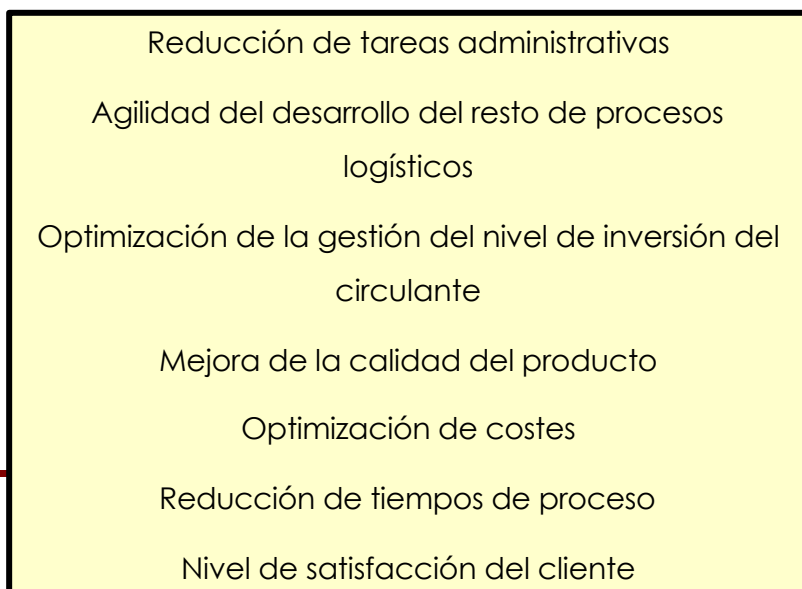 Reducción de tareas administrativas
Agilidad del desarrollo del resto de procesos
logísticos
Optimización de la gestión del nivel de inversión del
circulante
Mejora de la calidad del producto
Optimización de costes
Reducción de tiempos de proceso
Nivel de satisfacción del cliente